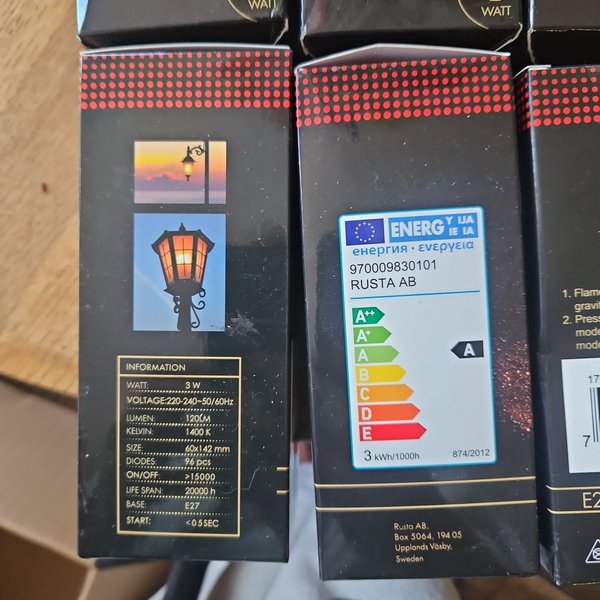 WATT
WATT
INFORMATION
WATT: 3 W
VOLTAGE:220-240~50/60Hz
LUMEN 120LM
KELVIN: 1400 K
SIZE: 60x142 mm
DIODES: 96 pcs
ON/OFF >15000
LIFE SPAN: 20000 h
BASE: E27
START: <0.5SEC
ENERG Y IJA
IE IA
енергия · ενέργεια
970009830101
RUSTA AB
A++
A+
A
B
C
D
E
A
3 kWh/1000h 874/2012
Rusta AB.
Box 5064, 194 05
Upplands Väsby,
Sweden
1. Flame
gravit
2. Press
mode
mode
17
7
E2